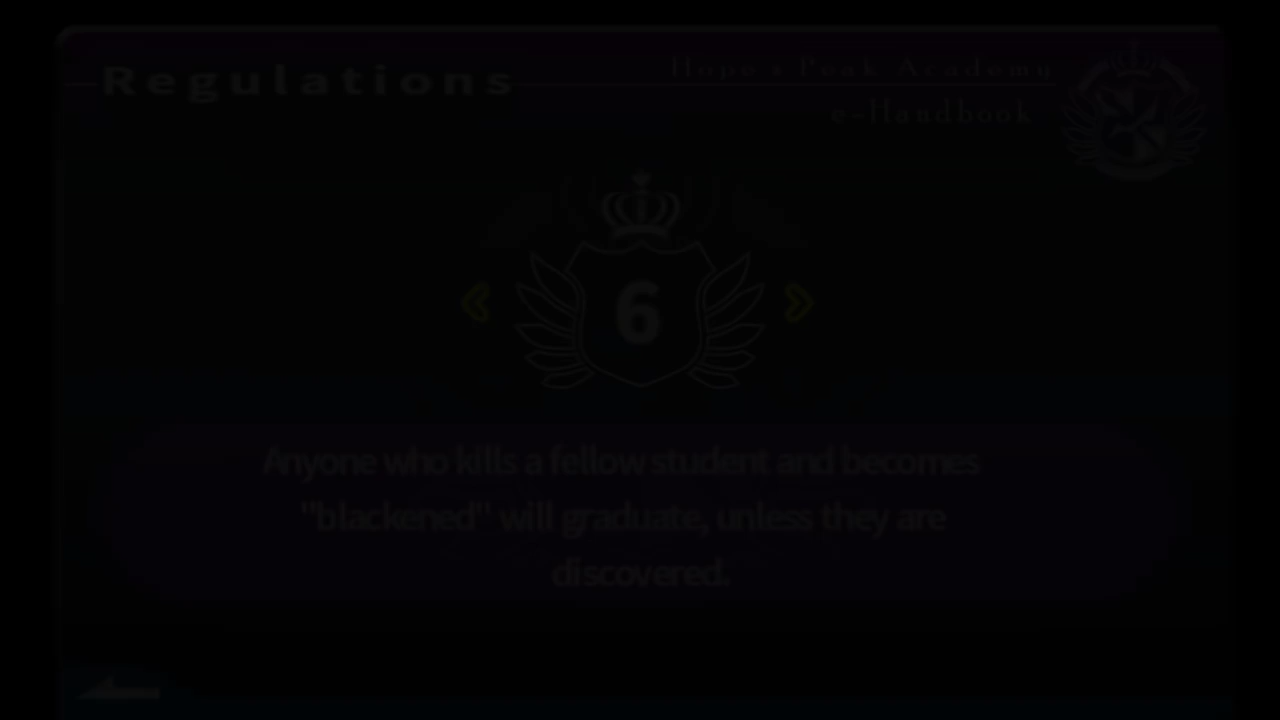 Regulations
Hope's Peak Academy
e-Handbook
6
Anyone who kills a fellow student and becomes
"blackened" will graduate, unless they are
discovered.